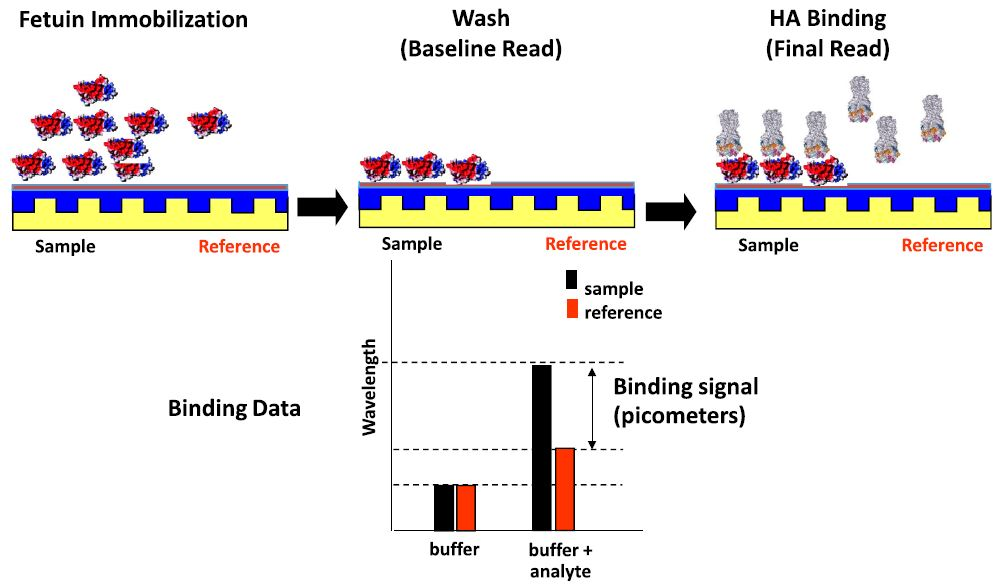 Fetuin Immobilization
Wash
(Baseline Read)
HA Binding
(Final Read)
Sample
Reference
Sample
Reference
Sample
Reference
sample
reference
Wavelength
Binding Data
Binding signal
(picometers)
buffer
buffer +
analyte